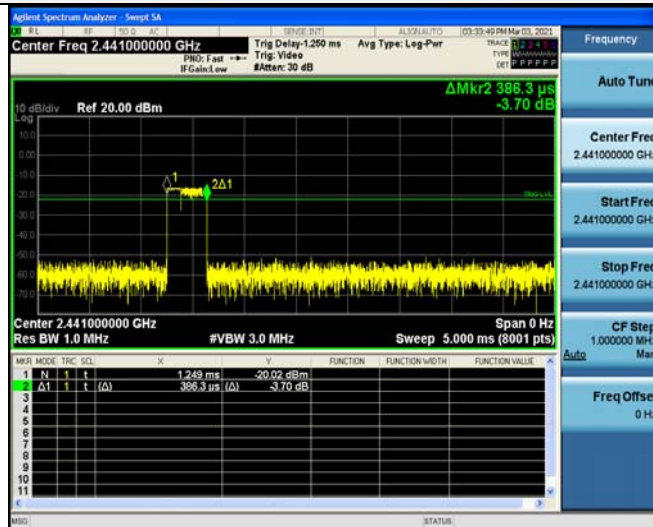 Agilent Spectrum Analyzer - Swept SA
RL RF 50 Ω AC SENSE:INT ALIGN AUTO 03:33:49 PM Mar 03, 2021
Center Freq 2.441000000 GHz
PNO: Fast
IFGain:Low
Trig Delay-1.250 ms
Trig: Video
#Atten: 30 dB
Avg Type: Log-Pwr
TRACE 1 2 3 4 5 6
TYPE
DET P P P P P P
ΔMkr2 386.3 µs
-3.70 dB
10 dB/div Ref 20.00 dBm
Log
10.0
0.00
-10.0
-20.0
-30.0
-40.0
-50.0
-60.0
-70.0
1
2Δ1
TRIG LVL
Center 2.441000000 GHz Span 0 Hz
Res BW 1.0 MHz #VBW 3.0 MHz Sweep 5.000 ms (8001 pts)
MKR MODE TRC SCL X Y FUNCTION FUNCTION WIDTH FUNCTION VALUE
1 N 1 t 1.249 ms -20.02 dBm
2 Δ1 1 t (Δ) 386.3 µs (Δ) -3.70 dB
3
4
5
6
7
8
9
10
11
MSG STATUS
Frequency
Auto Tune
Center Freq
2.441000000 GHz
Start Freq
2.441000000 GHz
Stop Freq
2.441000000 GHz
CF Step
1.000000 MHz
Auto Man
Freq Offset
0 Hz